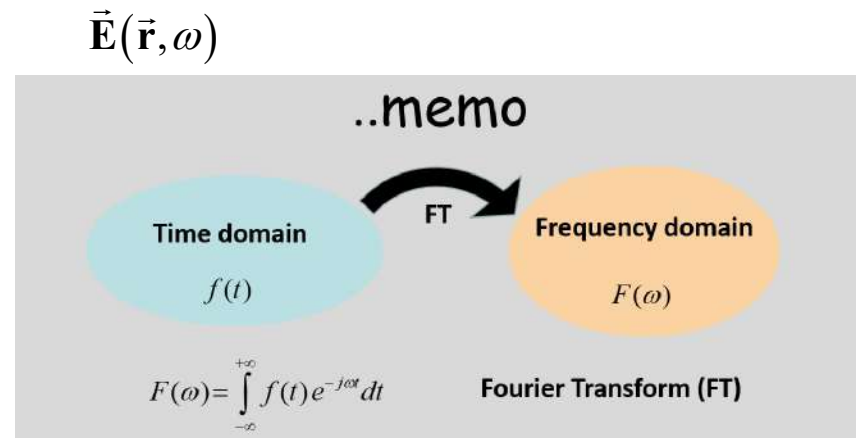 E⃗(r⃗,ω)
..memo
FT
Time domain
Frequency domain
f(t)
F(ω)
F(ω)=∫_{-∞}^{+∞} f(t)e^{-jωt}dt
Fourier Transform (FT)